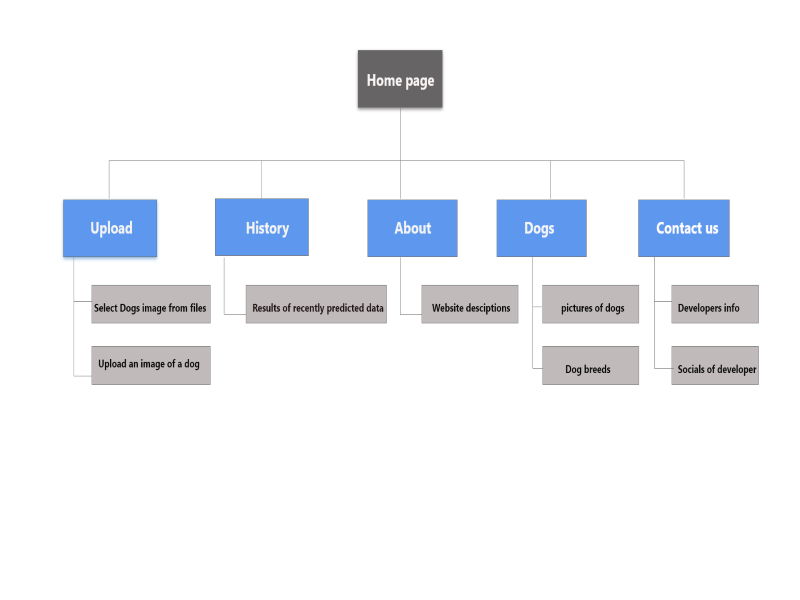 Home page
Upload
History
About
Dogs
Contact us
Select Dogs image from files
Results of recently predicted data
Website desciptions
pictures of dogs
Developers info
Upload an image of a dog
Dog breeds
Socials of developer